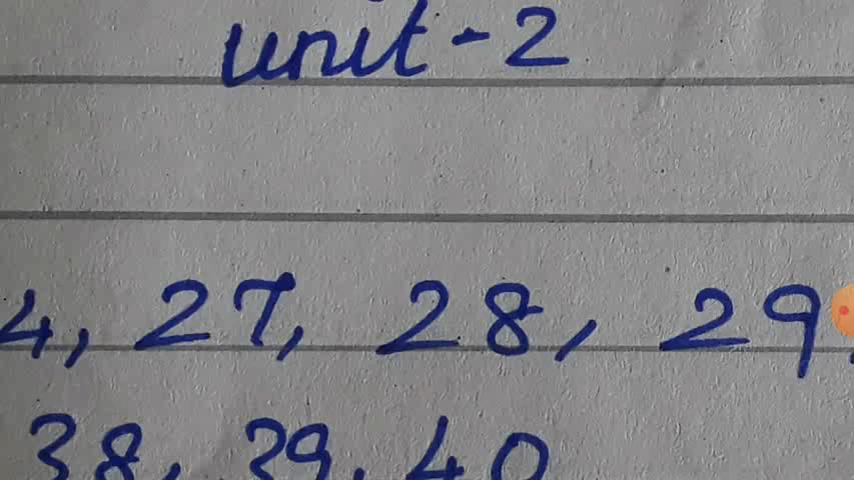 unit-2
4, 27, 28, 29,
38, 39, 40